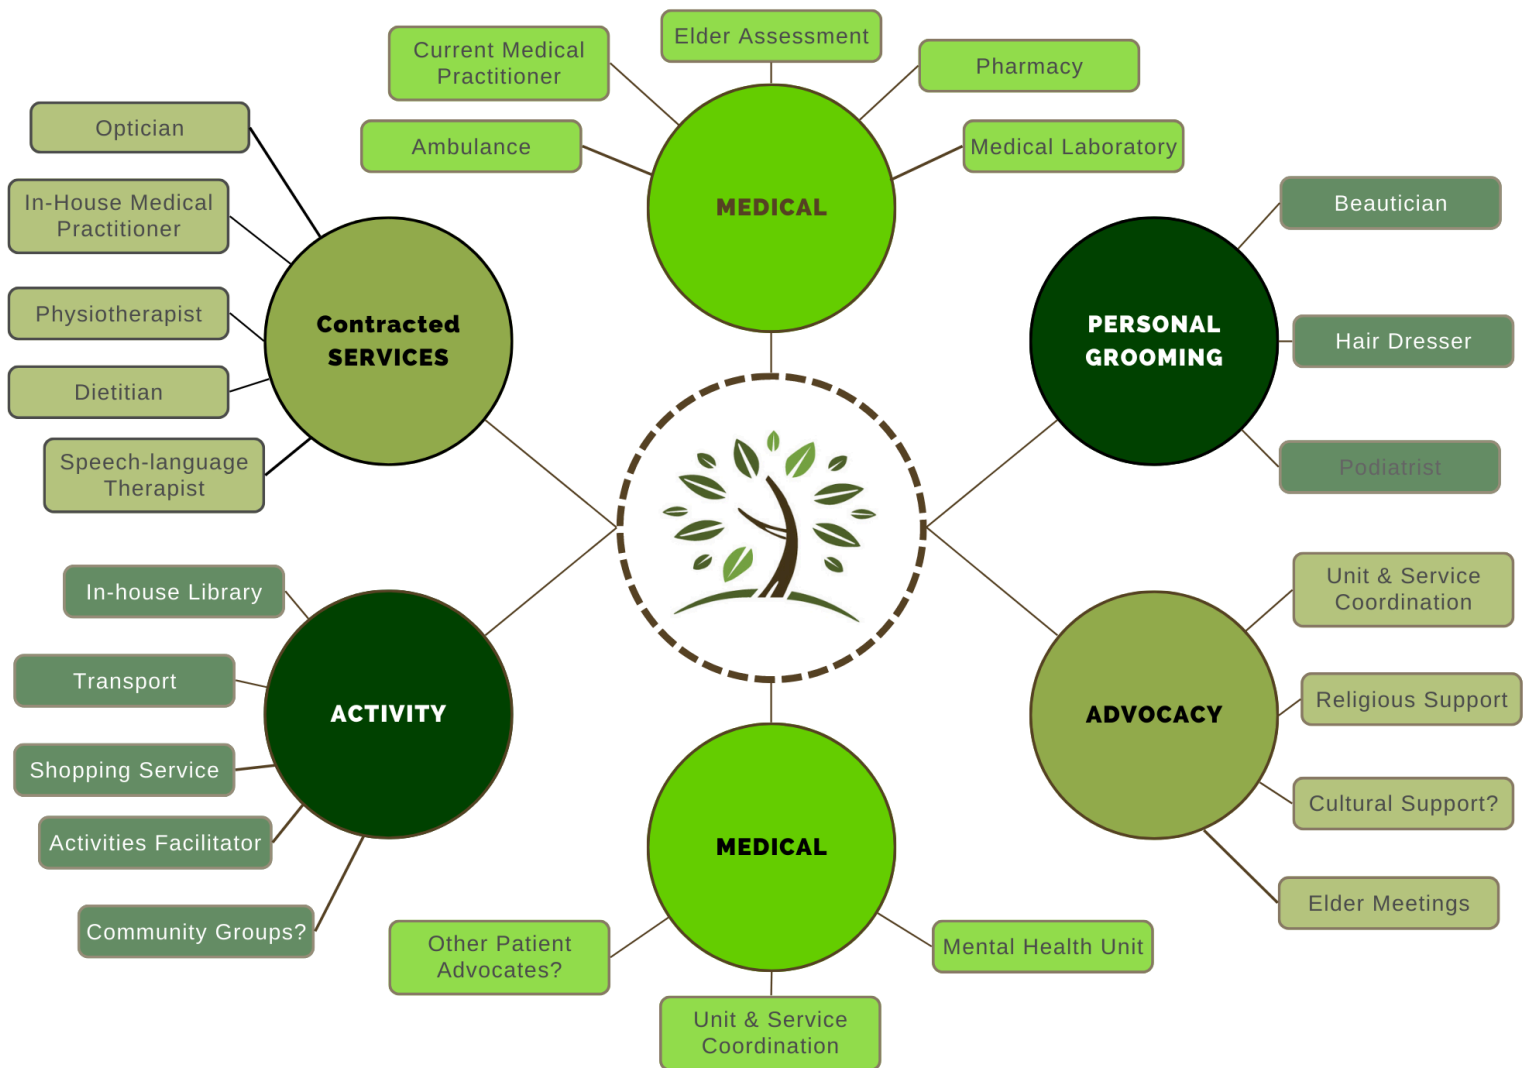 Elder Assessment
Current Medical
Practitioner
Pharmacy
Ambulance
Medical Laboratory
MEDICAL
Optician
In-House Medical
Practitioner
Physiotherapist
Dietitian
Speech-language
Therapist
Contracted
SERVICES
Beautician
Hair Dresser
Podiatrist
PERSONAL
GROOMING
In-house Library
Transport
Shopping Service
Activities Facilitator
Community Groups?
ACTIVITY
Unit & Service
Coordination
Religious Support
Cultural Support?
Elder Meetings
ADVOCACY
MEDICAL
Other Patient
Advocates?
Unit & Service
Coordination
Mental Health Unit